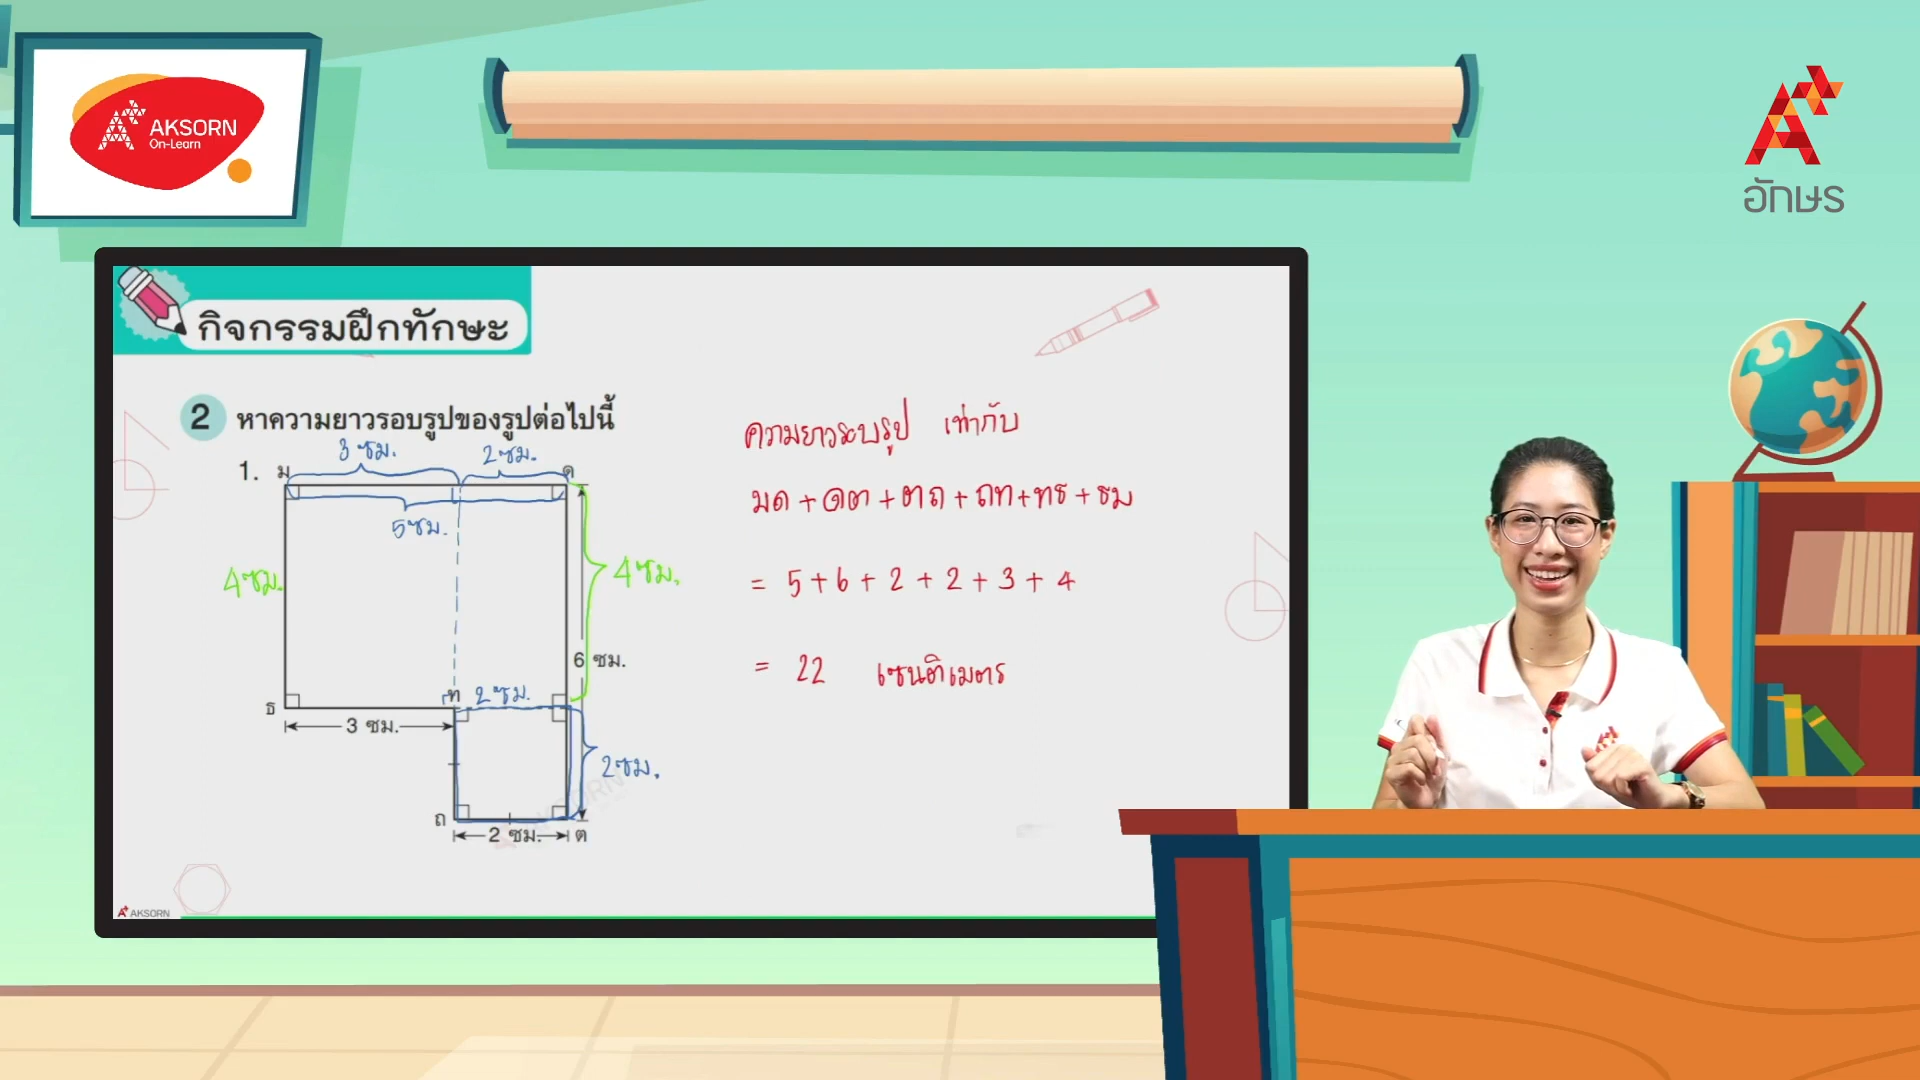 AKSORN
On-Learn
อักษร
กิจกรรมฝึกทักษะ
2 หาความยาวรอบรูปของรูปต่อไปนี้
3 ซม.
2 ซม.
1.
ม
ด
5 ซม.
4 ซม.
4 ซม.
6 ซม.
ท
2 ซม.
ธ
3 ซม.
2 ซม.
ถ
2 ซม.
ต
ความยาวรอบรูป เท่ากับ
มด + ดต + ตถ + ถท + ทธ + ธม
= 5 + 6 + 2 + 2 + 3 + 4
= 22 เซนติเมตร
AKSORN